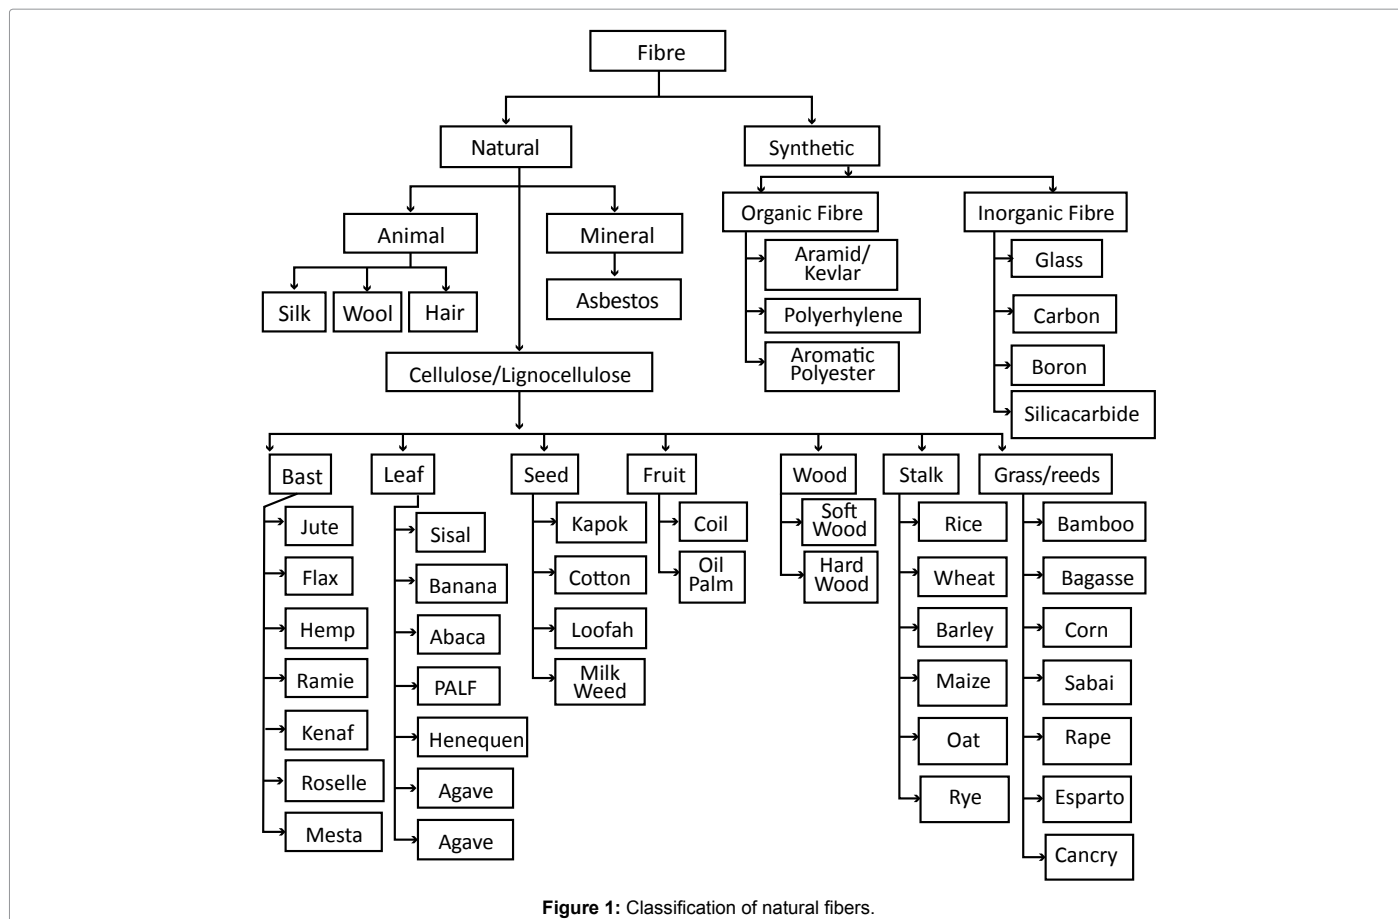 Fibre
Natural
Synthetic
Organic Fibre
Inorganic Fibre
Animal
Mineral
Aramid/
Kevlar
Glass
Silk
Wool
Hair
Asbestos
Polyerhylene
Carbon
Cellulose/Lignocellulose
Aromatic
Polyester
Boron
Silicacarbide
Bast
Leaf
Seed
Fruit
Wood
Stalk
Grass/reeds
Jute
Flax
Hemp
Ramie
Kenaf
Roselle
Mesta
Sisal
Banana
Abaca
PALF
Henequen
Agave
Agave
Kapok
Cotton
Loofah
Milk
Weed
Coil
Oil
Palm
Soft
Wood
Hard
Wood
Rice
Wheat
Barley
Maize
Oat
Rye
Bamboo
Bagasse
Corn
Sabai
Rape
Esparto
Cancry
Figure 1: Classification of natural fibers.